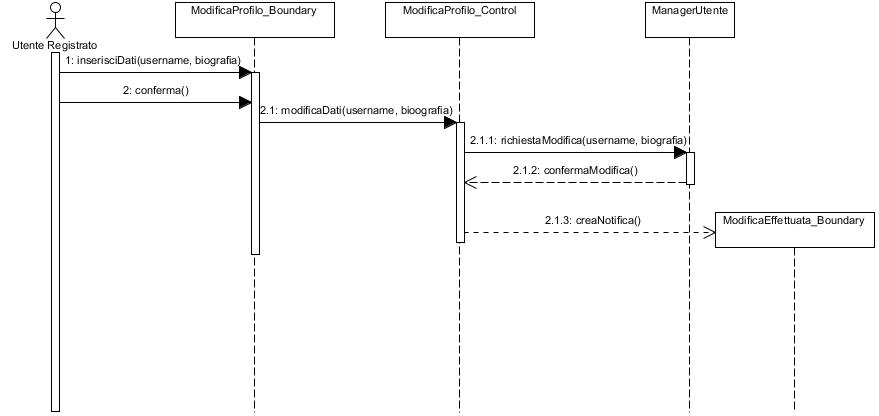 ModificaProfilo_Boundary
ModificaProfilo_Control
ManagerUtente
Utente Registrato
1: inserisciDati(username, biografia)
2: conferma()
2.1: modificaDati(username, bioografia)
2.1.1: richiestaModifica(username, biografia)
2.1.2: confermaModifica()
2.1.3: creaNotifica()
ModificaEffettuata_Boundary